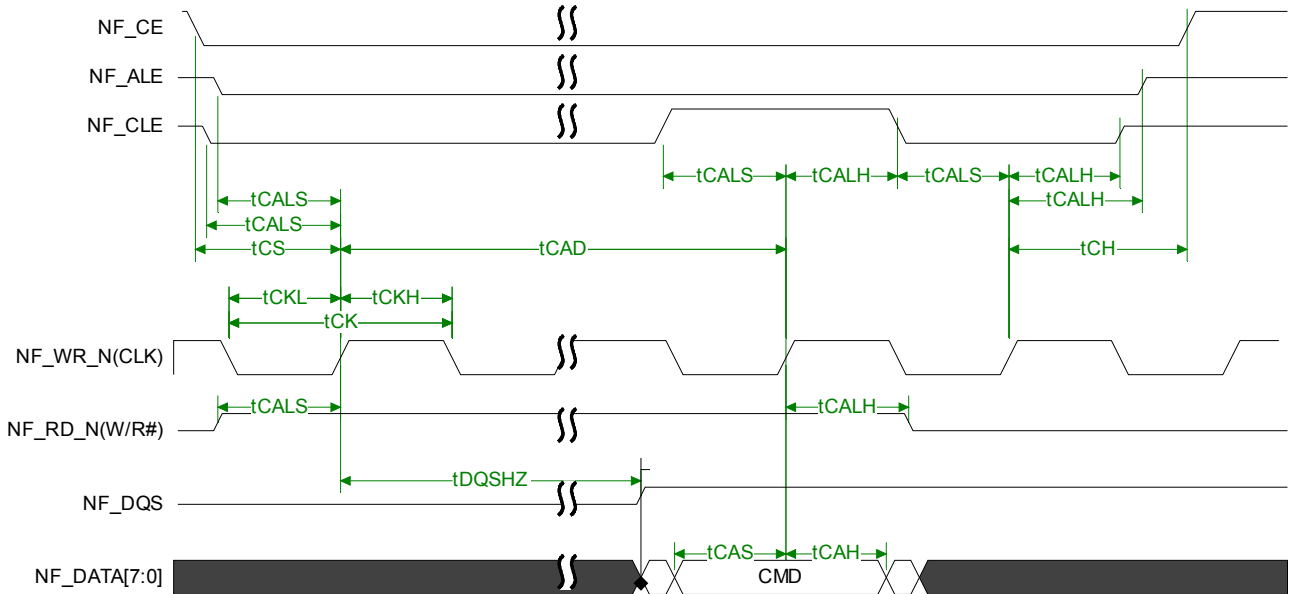 NF_CE
NF_ALE
NF_CLE
tCALS tCALH tCALS tCALH
tCALS tCALH
tCALS
tCS tCAD tCH
tCKL tCKH
tCK
NF_WR_N(CLK)
tCALS tCALH
NF_RD_N(W/R#)
tDQSHZ
NF_DQS
tCAS tCAH
NF_DATA[7:0] CMD